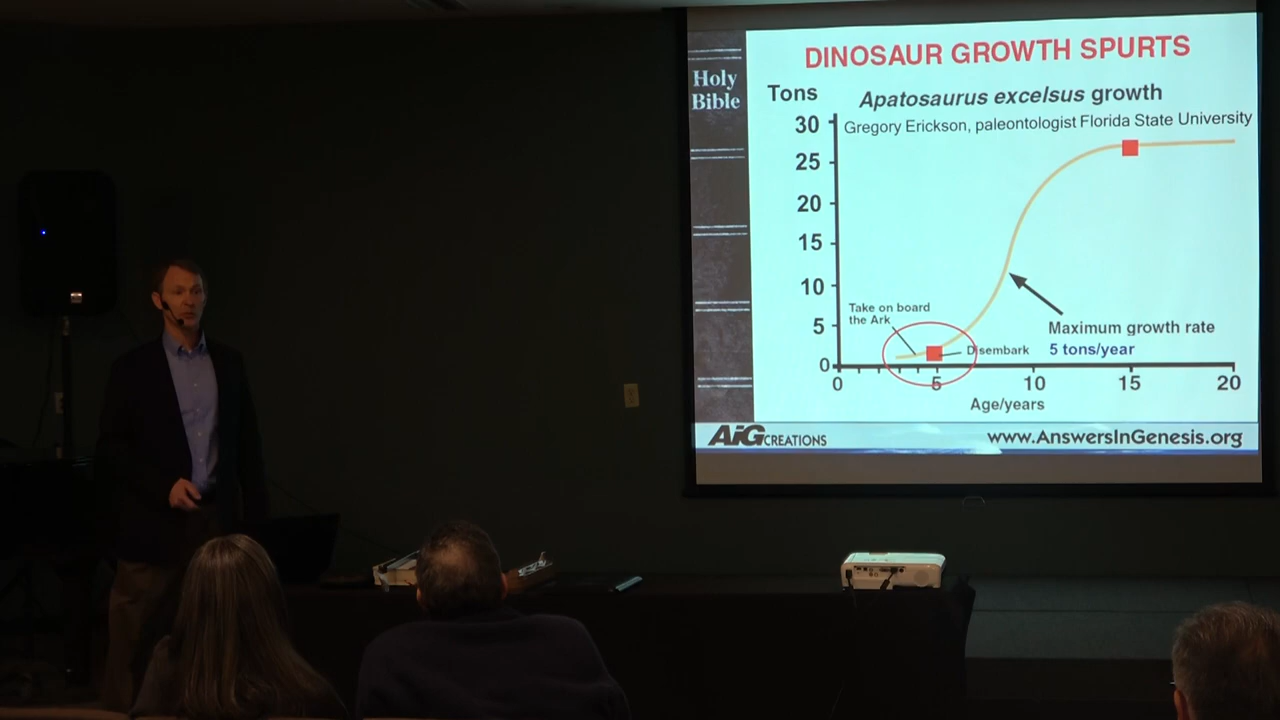 DINOSAUR GROWTH SPURTS
Holy
Bible
Tons
Apatosaurus excelsus growth
Gregory Erickson, paleontologist Florida State University
30
25
20
15
10
5
0
Take on board
the Ark
Disembark
Maximum growth rate
5 tons/year
0
5
10
15
20
Age/years
AiG CREATIONS
www.AnswersInGenesis.org